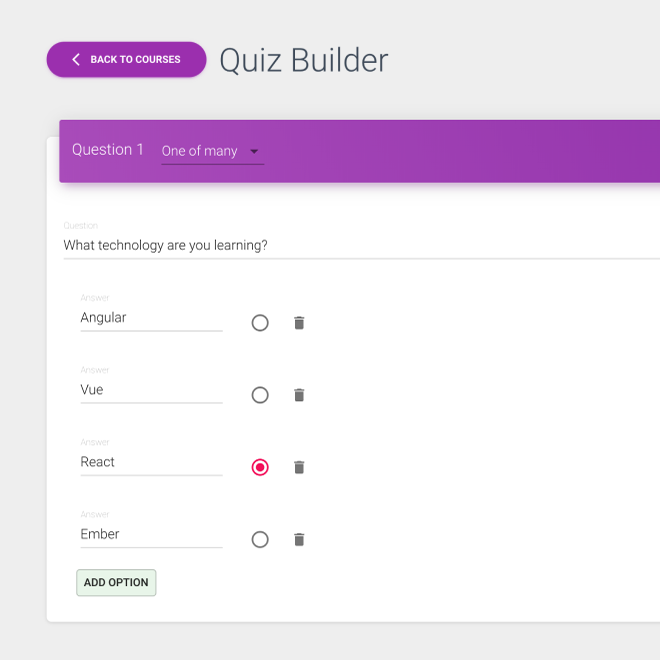 BACK TO COURSES
Quiz Builder
Question 1
One of many
Question
What technology are you learning?
Answer
Angular
Answer
Vue
Answer
React
Answer
Ember
ADD OPTION